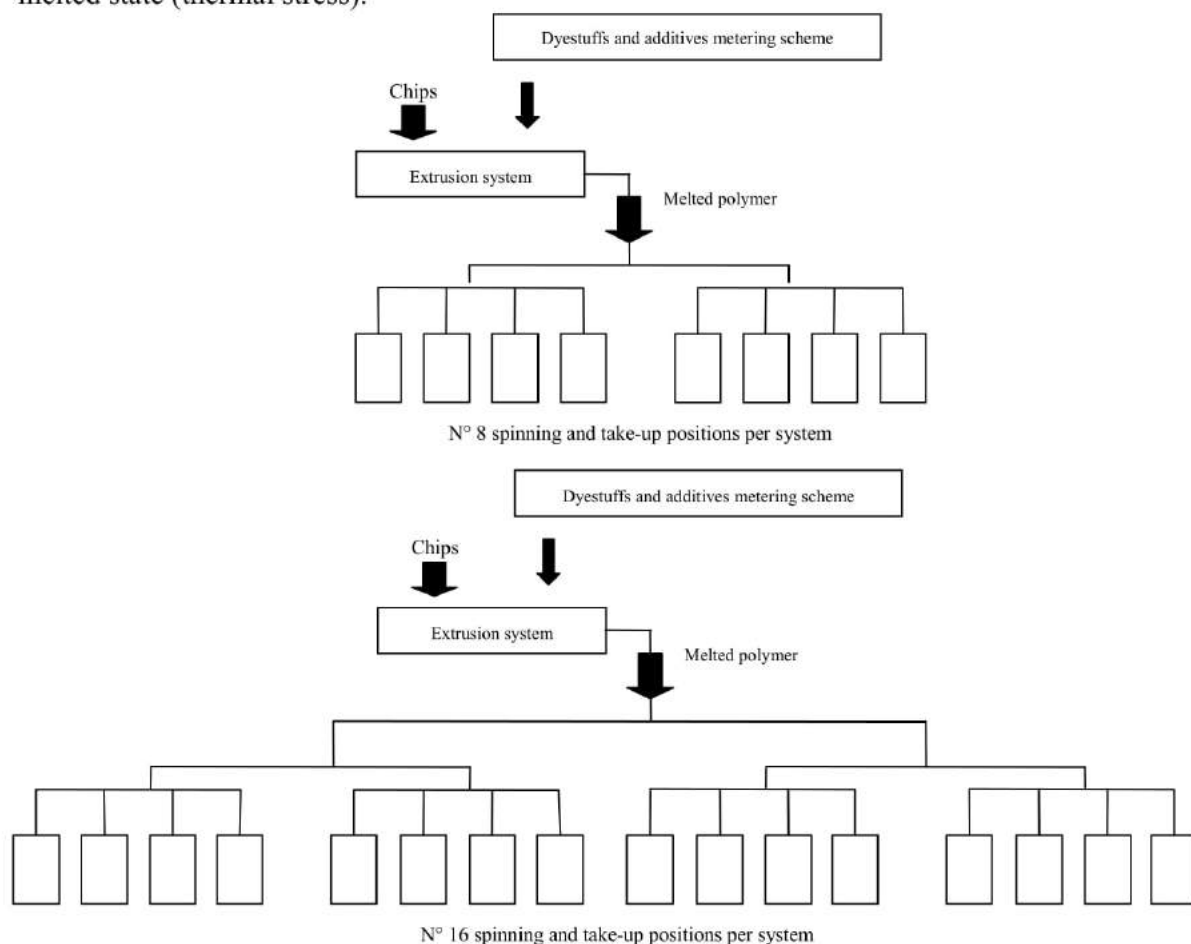 melted state (thermal stress).
Dyestuffs and additives metering scheme
Chips
Extrusion system
Melted polymer
N° 8 spinning and take-up positions per system
Dyestuffs and additives metering scheme
Chips
Extrusion system
Melted polymer
N° 16 spinning and take-up positions per system